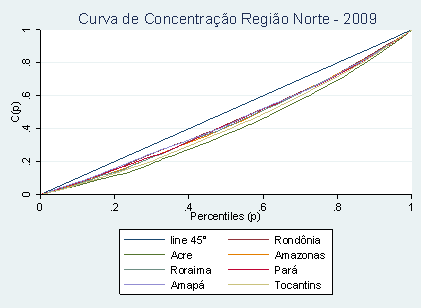 Curva de Concentração Região Norte - 2009
C(p)
1
.8
.6
.4
.2
0
0 .2 .4 .6 .8 1
Percentiles (p)
line 45° Rondônia
Acre Amazonas
Roraima Pará
Amapá Tocantins